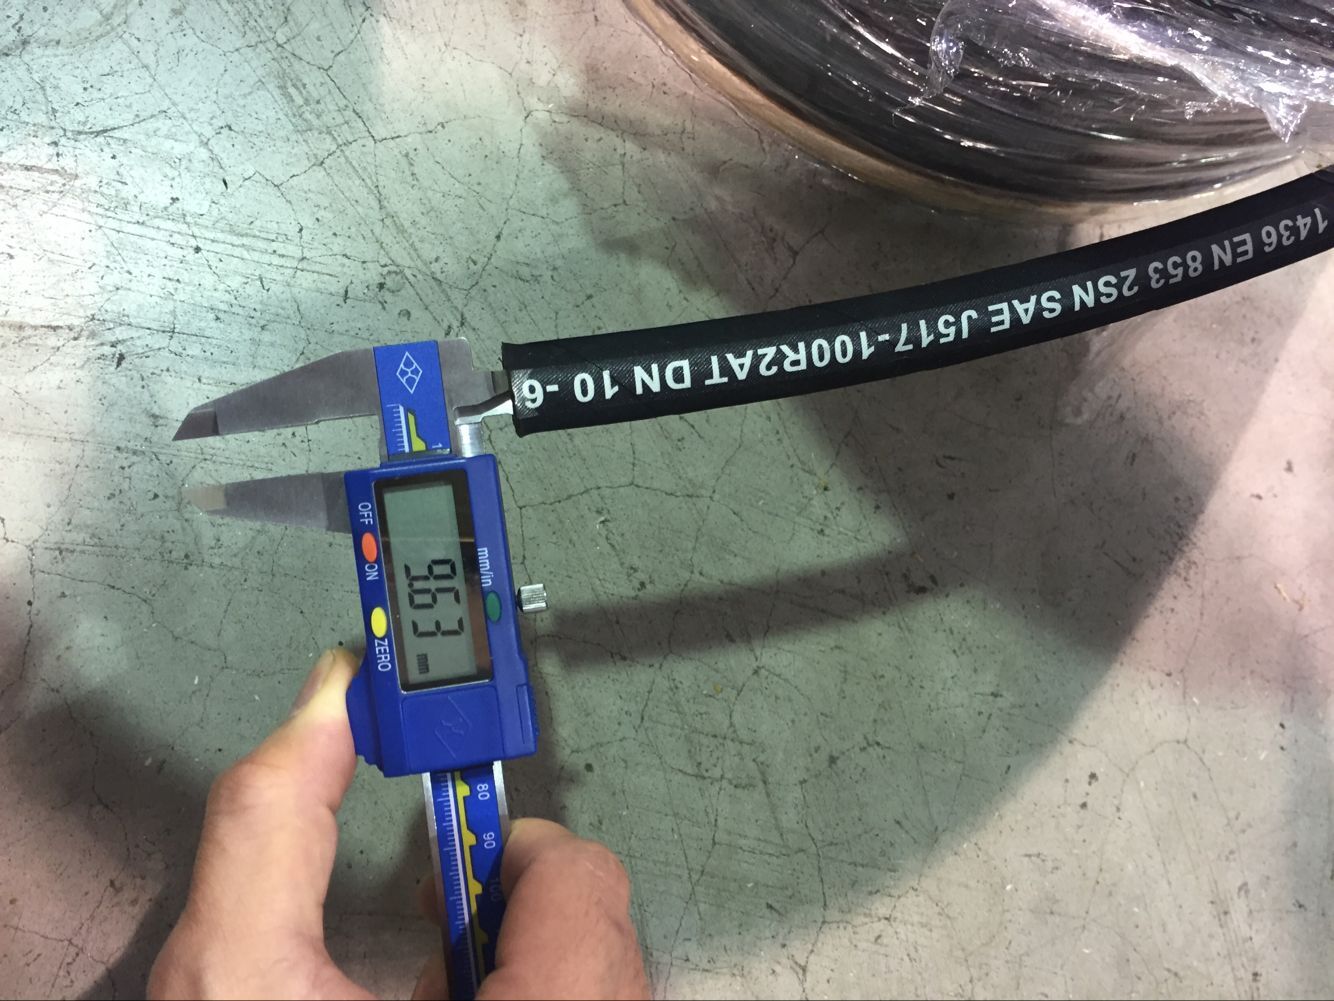 1436 EN 853 2SN SAE J517-100R2AT DN 10 -6
mm/in
9.63 mm
OFF ON ZERO
80 90 100